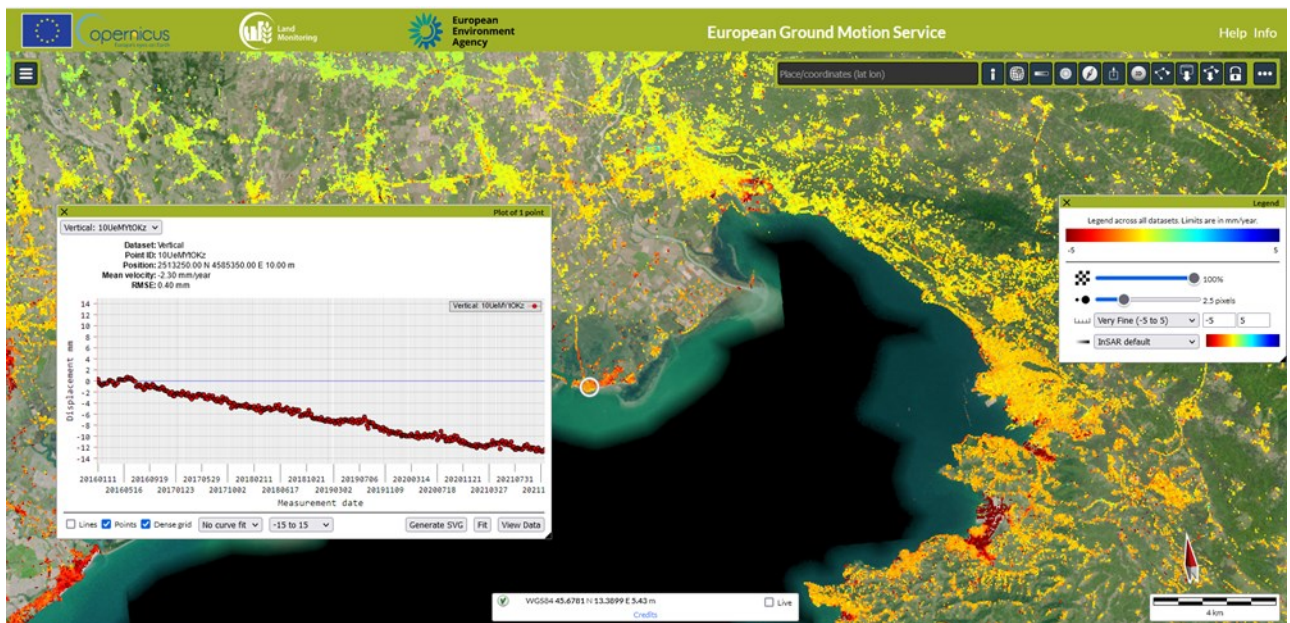 opernicus
Europe's eyes on Earth
Land
Monitoring
European
Environment
Agency
European Ground Motion Service
Help Info
Place/coordinates (lat lon)
Plot of 1 point
Vertical: 10UeMYtOKz
Dataset: Vertical
Point ID: 10UeMYtOKz
Position: 2513250.00 N 4585350.00 E 10.00 m
Mean velocity: -2.30 mm/year
RMSE: 0.40 mm
Vertical: 10UeMYtOKz
14
12
10
8
6
4
2
0
-2
-4
-6
-8
-10
-12
-14
Displacement mm
20160111 20160919 20170529 20180211 20181021 20190706 20200314 20201121 20210731
20160516 20170123 20171002 20180617 20190302 20191109 20200718 20210327 20211
Measurement date
Lines Points Dense grid No curve fit -15 to 15 Generate SVG Fit View Data
Legend
Legend across all datasets. Limits are in mm/year.
-5 5
100%
2.5 pixels
Very Fine (-5 to 5) -5 5
InSAR default
WGS84 45.6781 N 13.3899 E 5.43 m Live
Credits
4 km